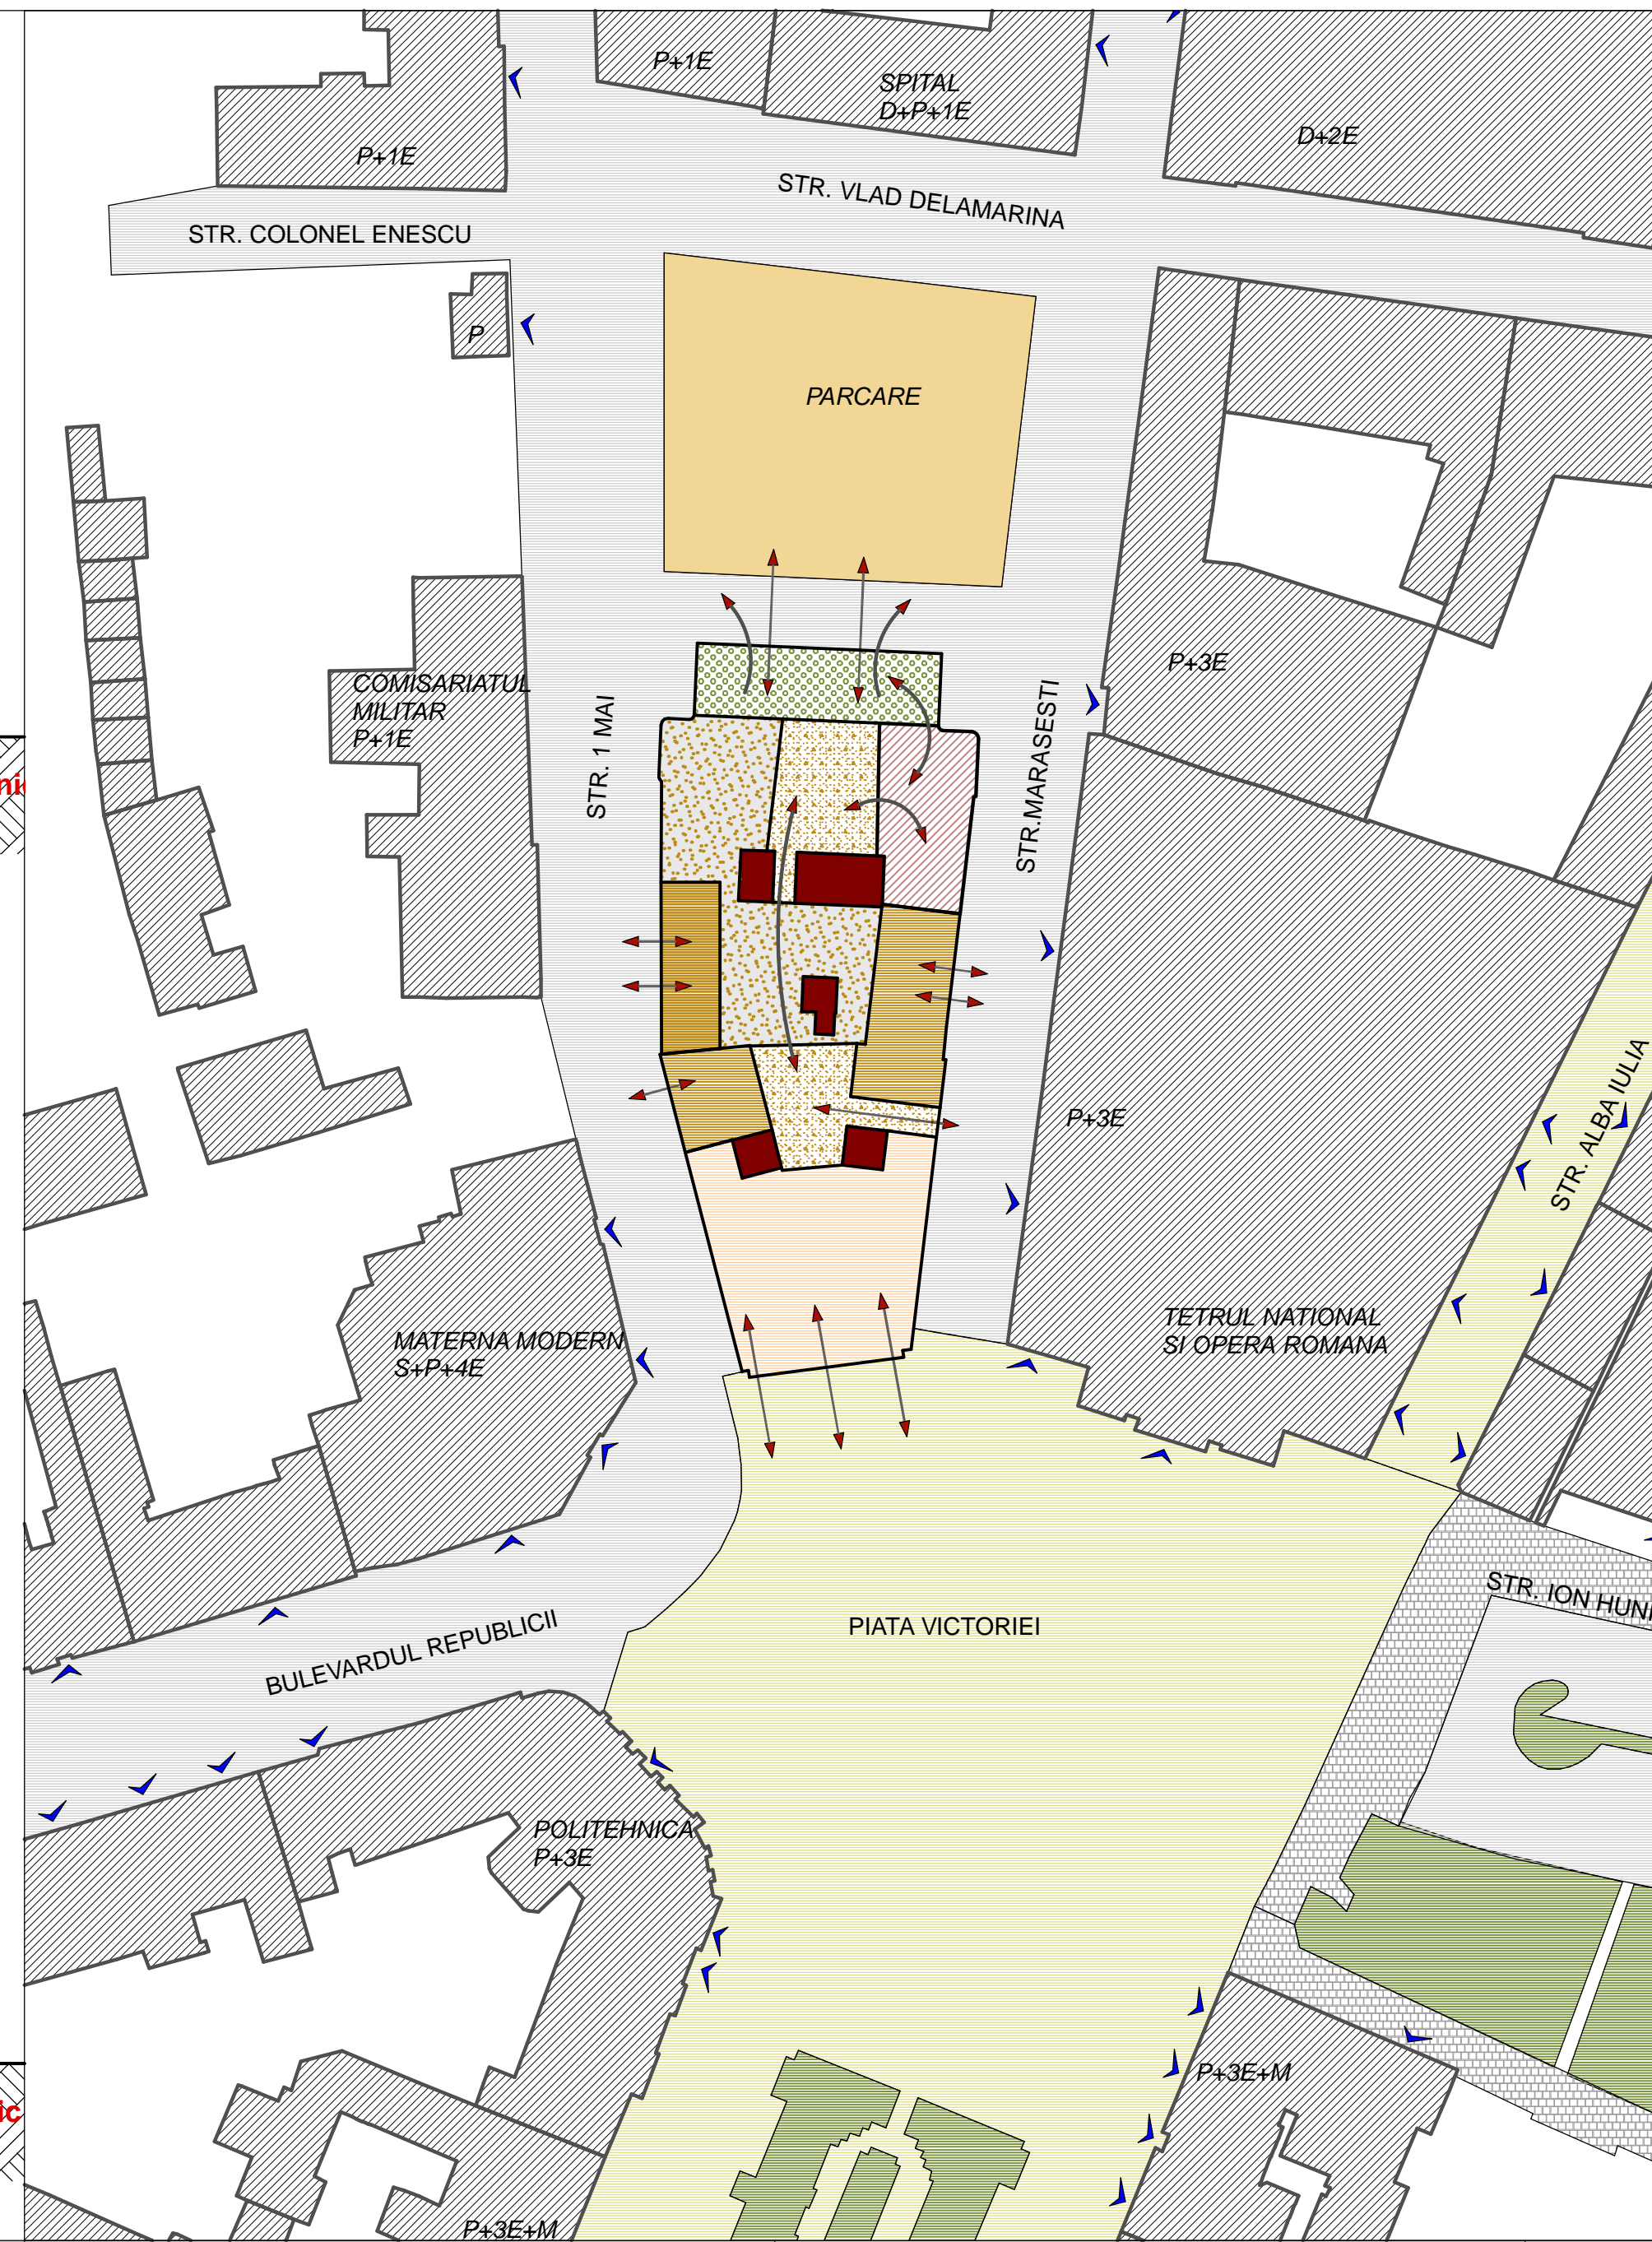 P+1E
SPITAL
D+P+1E
D+2E
P+1E
STR. VLAD DELAMARINA
STR. COLONEL ENESCU
P
PARCARE
P+3E
COMISARIATUL
MILITAR
P+1E
STR. 1 MAI
STR.MARASESTI
P+3E
STR. ALBA IULIA
TETRUL NATIONAL
SI OPERA ROMANA
MATERNA MODERN
S+P+4E
STR. ION HUNI
PIATA VICTORIEI
BULEVARDUL REPUBLICII
POLITEHNICA
P+3E
P+3E+M
ic
P+3E+M